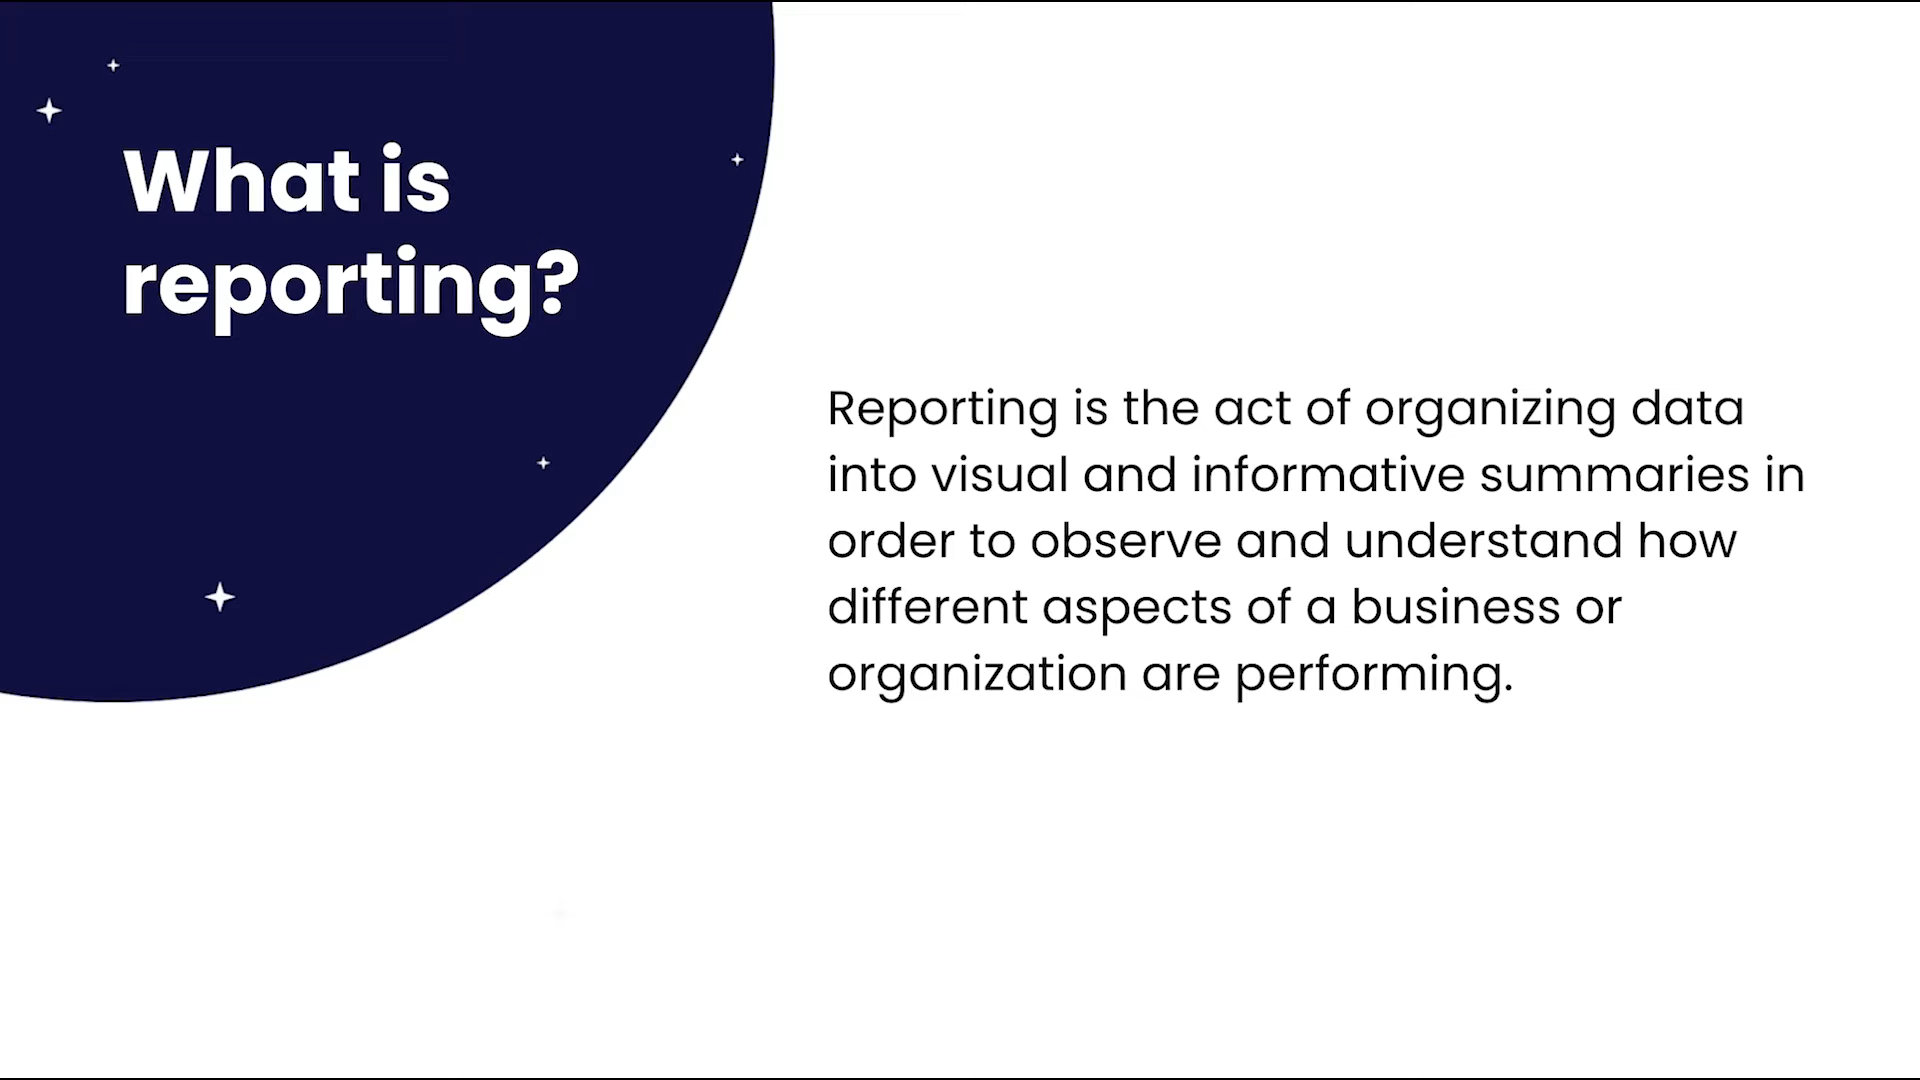 What is
reporting?
Reporting is the act of organizing data
into visual and informative summaries in
order to observe and understand how
different aspects of a business or
organization are performing.